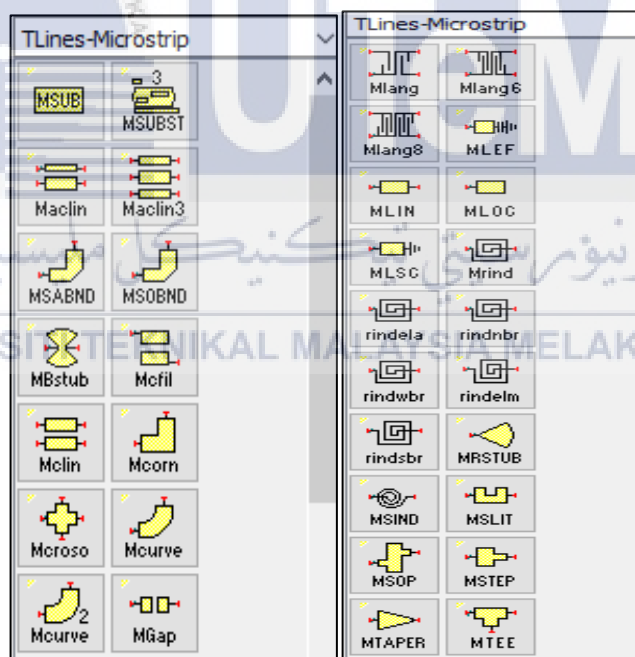 TLines-Microstrip
MSUB
3
MSUBST
Maclin
Maclin3
MSABND
MSOBND
MBstub
Mcfil
Mclin
Mcorn
Mcroso
Mcurve
2
Mcurve
MGap
TLines-Microstrip
Mlang
Mlang6
Mlang8
MLEF
MLIN
MLOC
MLSC
Mrind
rindela
rindnbr
rindwbr
rindelm
rindsbr
MRSTUB
MSIND
MSLIT
MSOP
MSTEP
MTAPER
MTEE
SITI TEKNIKAL MALAYSIA MELAK